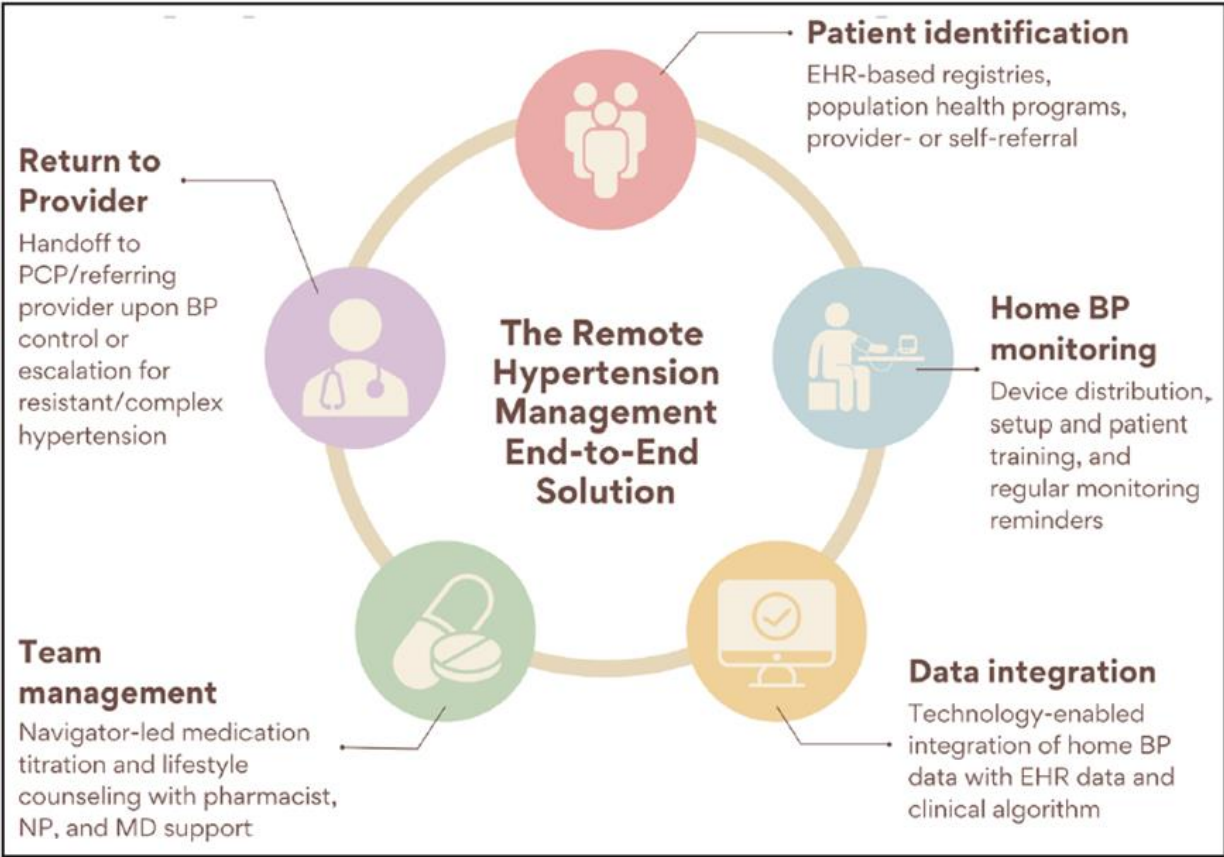 Patient identification
EHR-based registries,
population health programs,
provider- or self-referral
Home BP
monitoring
Device distribution,
setup and patient
training, and
regular monitoring
reminders
Data integration
Technology-enabled
integration of home BP
data with EHR data and
clinical algorithm
Team
management
Navigator-led medication
titration and lifestyle
counseling with pharmacist,
NP, and MD support
Return to
Provider
Handoff to
PCP/referring
provider upon BP
control or
escalation for
resistant/complex
hypertension
The Remote
Hypertension
Management
End-to-End
Solution